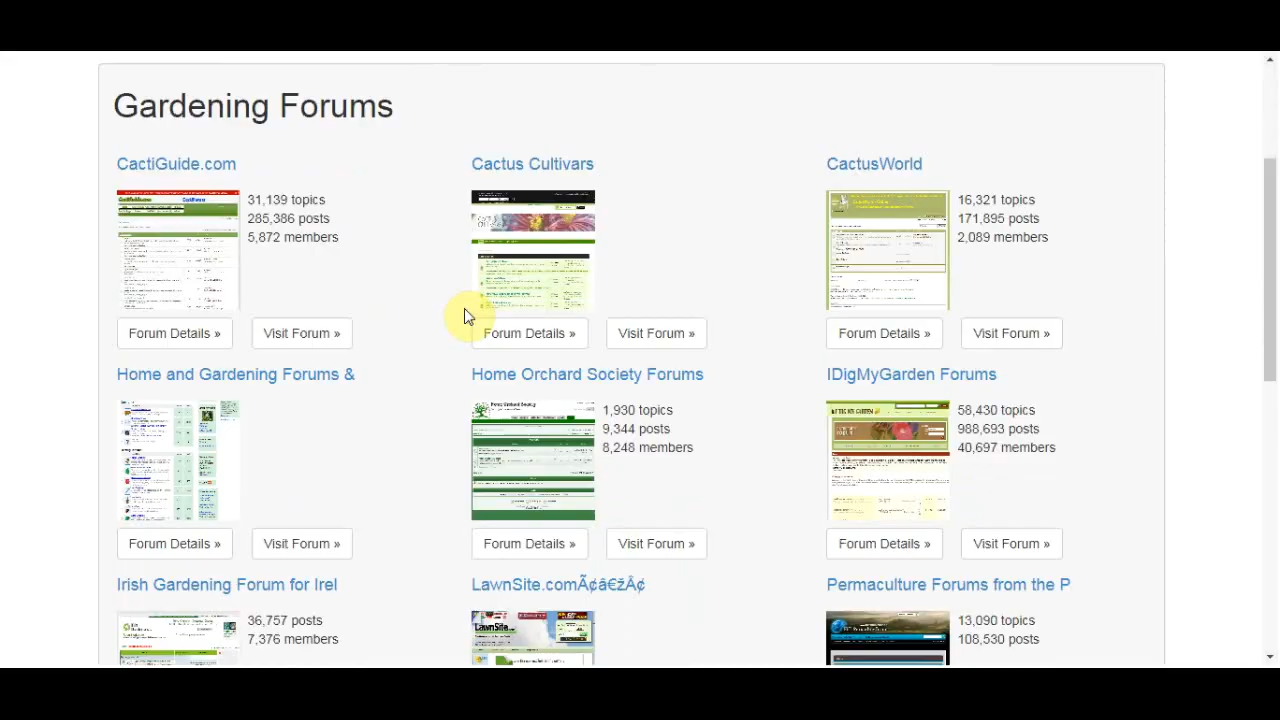 Gardening Forums
CactiGuide.com
31,139 topics
285,386 posts
5,872 members
Forum Details »
Visit Forum »
Cactus Cultivars
Forum Details »
Visit Forum »
CactusWorld
16,321 topics
171,895 posts
2,089 members
Forum Details »
Visit Forum »
Home and Gardening Forums &
Forum Details »
Visit Forum »
Home Orchard Society Forums
1,930 topics
9,344 posts
8,248 members
Forum Details »
Visit Forum »
IDigMyGarden Forums
58,430 topics
988,693 posts
40,697 members
Forum Details »
Visit Forum »
Irish Gardening Forum for Irel
36,757 posts
7,376 members
LawnSite.comÃ¢â€žÂ¢
LawnSite
Permaculture Forums from the P
13,090 topics
108,530 posts